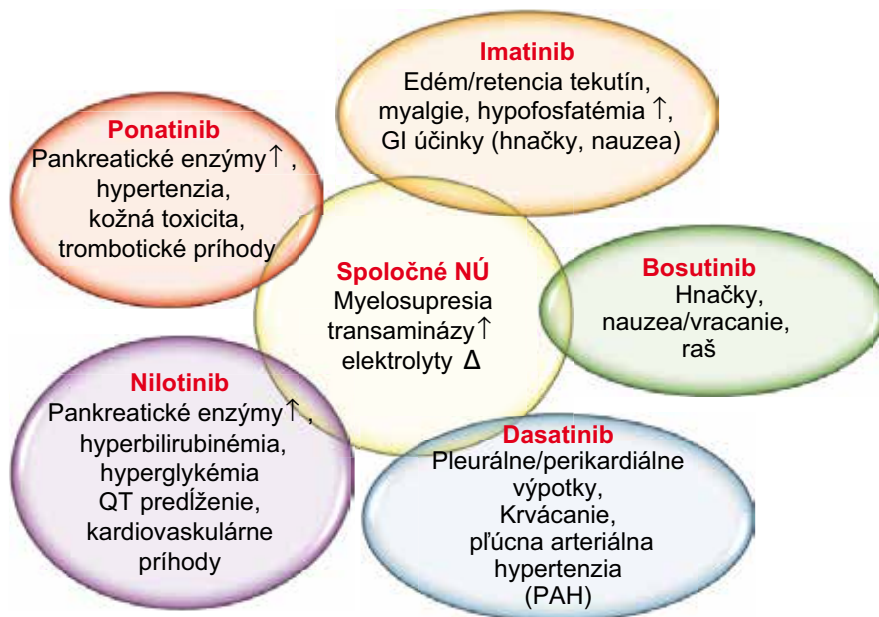 Imatinib
Edém/retencia tekutín,
myalgie, hypofosfatémia ↑,
GI účinky (hnačky, nauzea)
Ponatinib
Pankreatické enzýmy↑ ,
hypertenzia,
kožná toxicita,
trombotické príhody
Spoločné NÚ
Myelosupresia
transaminázy↑
elektrolyty Δ
Bosutinib
Hnačky,
nauzea/vracanie,
raš
Nilotinib
Pankreatické enzýmy↑ ,
hyperbilirubinémia,
hyperglykémia
QT predĺženie,
kardiovaskulárne
príhody
Dasatinib
Pleurálne/perikardiálne
výpotky,
Krvácanie,
pľúcna arteriálna
hypertenzia
(PAH)